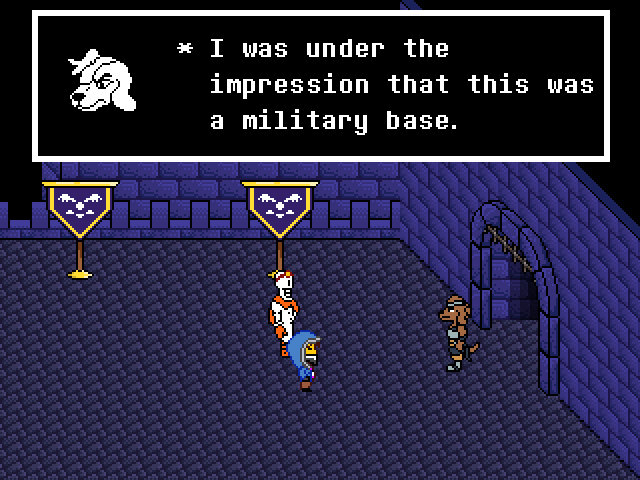 * I was under the
impression that this was
a military base.